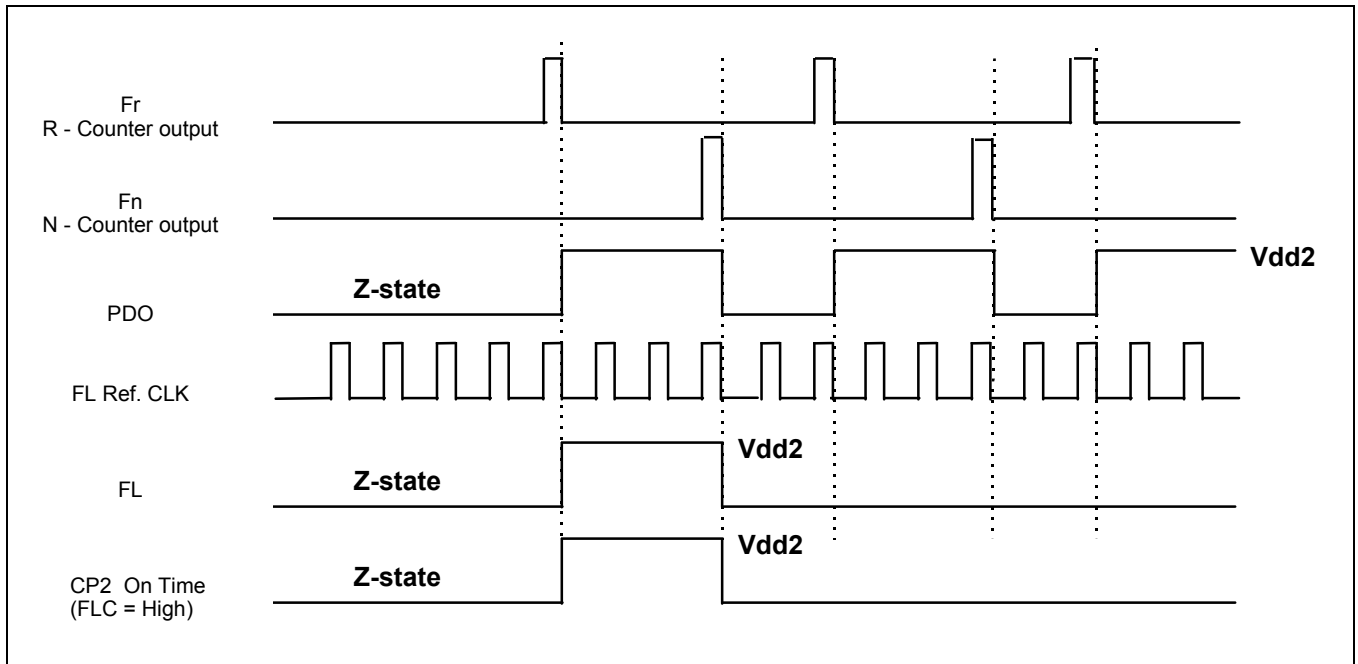 Fr
R - Counter output
Fn
N - Counter output
Vdd2
Z-state
PDO
FL Ref. CLK
Vdd2
Z-state
FL
Vdd2
Z-state
CP2 On Time
(FLC = High)